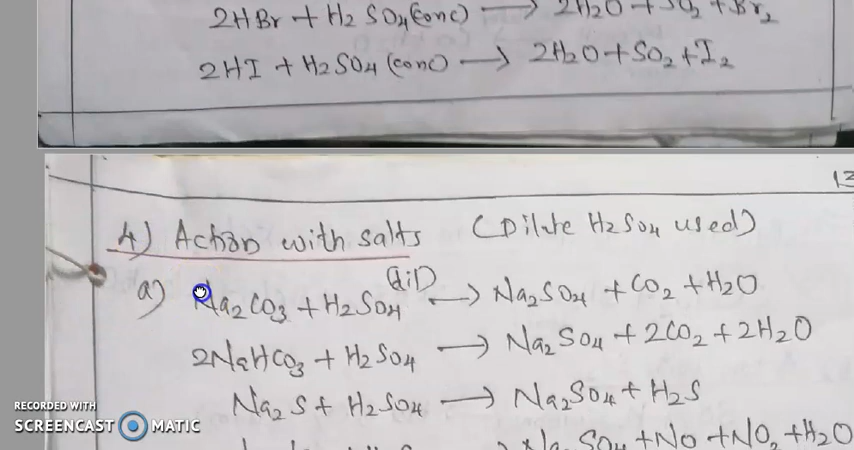 2HBr + H2SO4(conc) → 2H2O + SO2 + Br2
2HI + H2SO4 (con() → 2H2O + SO2 + I2
13
4) Action with salts (Dilute H2SO4 used)
a) Na2CO3 + H2SO4 (dil) → Na2SO4 + CO2 + H2O
2NaHCO3 + H2SO4 → Na2SO4 + 2CO2 + 2H2O
Na2S + H2SO4 → Na2SO4 + H2S
Na2SO4 + NO + NO2 + H2O
RECORDED WITH
SCREENCAST MATIC